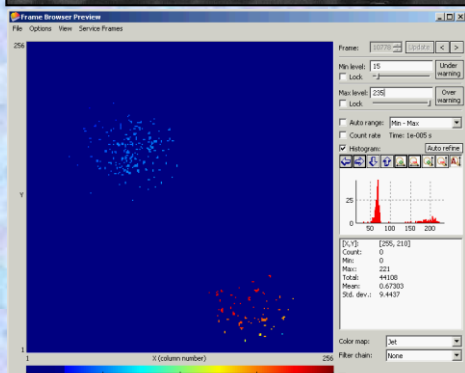 Frame Browser Preview
File Options View Service Frames
256
Y
1
1 X (column number) 256
Frame: 10778 Update < >
Min level: 15 Under warning
Lock
Max level: 235 Over warning
Lock
Auto range: Min - Max
Count rate Time: 1e-005 s
Histogram: Auto refine
25
0
50 100 150 200
[X,Y]: [255, 210]
Count: 0
Min: 0
Max: 221
Total: 44108
Mean: 0.67303
Std. dev.: 9.4437
Color map: Jet
Filter chain: None